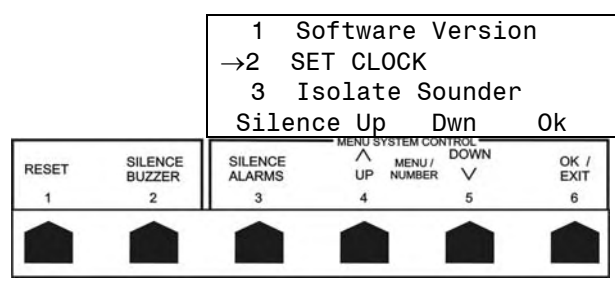 1 Software Version
→2 SET CLOCK
3 Isolate Sounder
Silence Up Dwn Ok
MENU SYSTEM CONTROL
RESET
1
SILENCE
BUZZER
2
SILENCE
ALARMS
3
UP
4
MENU /
NUMBER
DOWN
5
OK /
EXIT
6